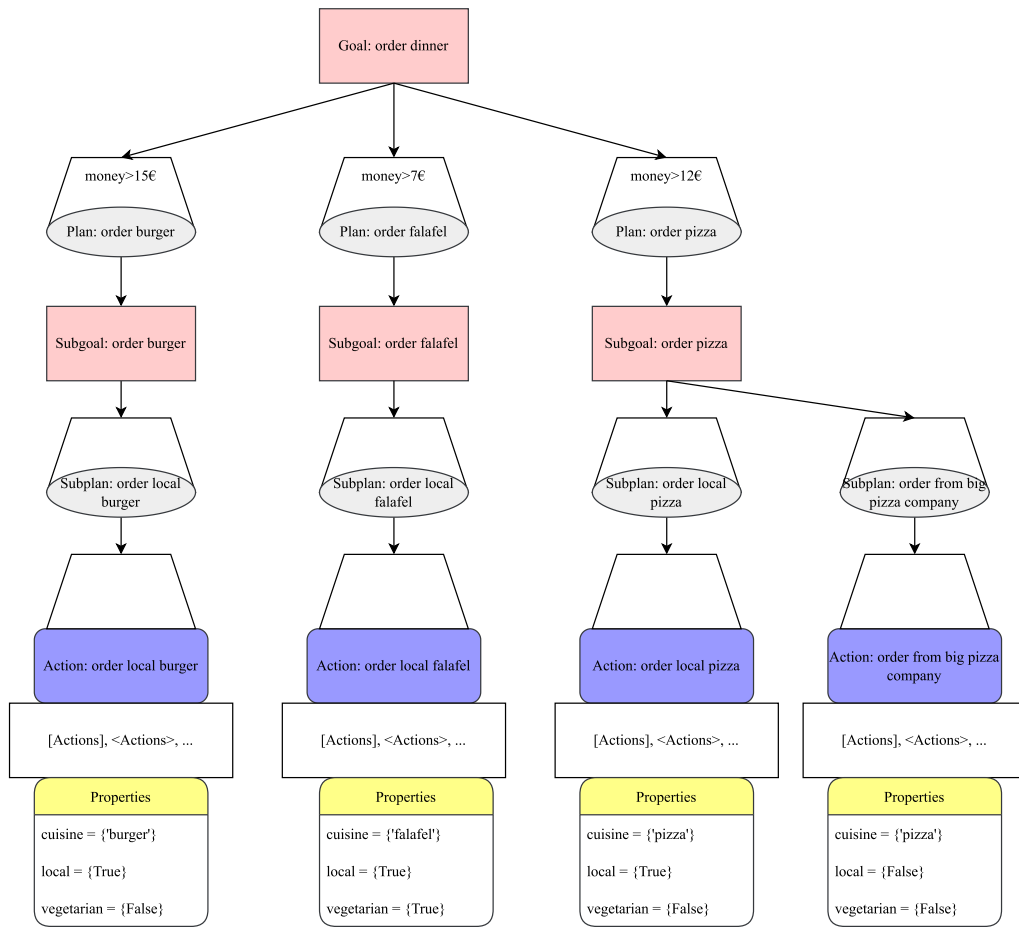 Goal: order dinner
money>15€
money>7€
money>12€
Plan: order burger
Plan: order falafel
Plan: order pizza
Subgoal: order burger
Subgoal: order falafel
Subgoal: order pizza
Subplan: order local
burger
Subplan: order local
falafel
Subplan: order local
pizza
Subplan: order from big
pizza company
Action: order local burger
Action: order local falafel
Action: order local pizza
Action: order from big pizza
company
[Actions], <Actions>, ...
[Actions], <Actions>, ...
[Actions], <Actions>, ...
[Actions], <Actions>, ...
Properties
cuisine = {'burger'}
local = {True}
vegetarian = {False}
Properties
cuisine = {'falafel'}
local = {True}
vegetarian = {True}
Properties
cuisine = {'pizza'}
local = {True}
vegetarian = {False}
Properties
cuisine = {'pizza'}
local = {False}
vegetarian = {False}